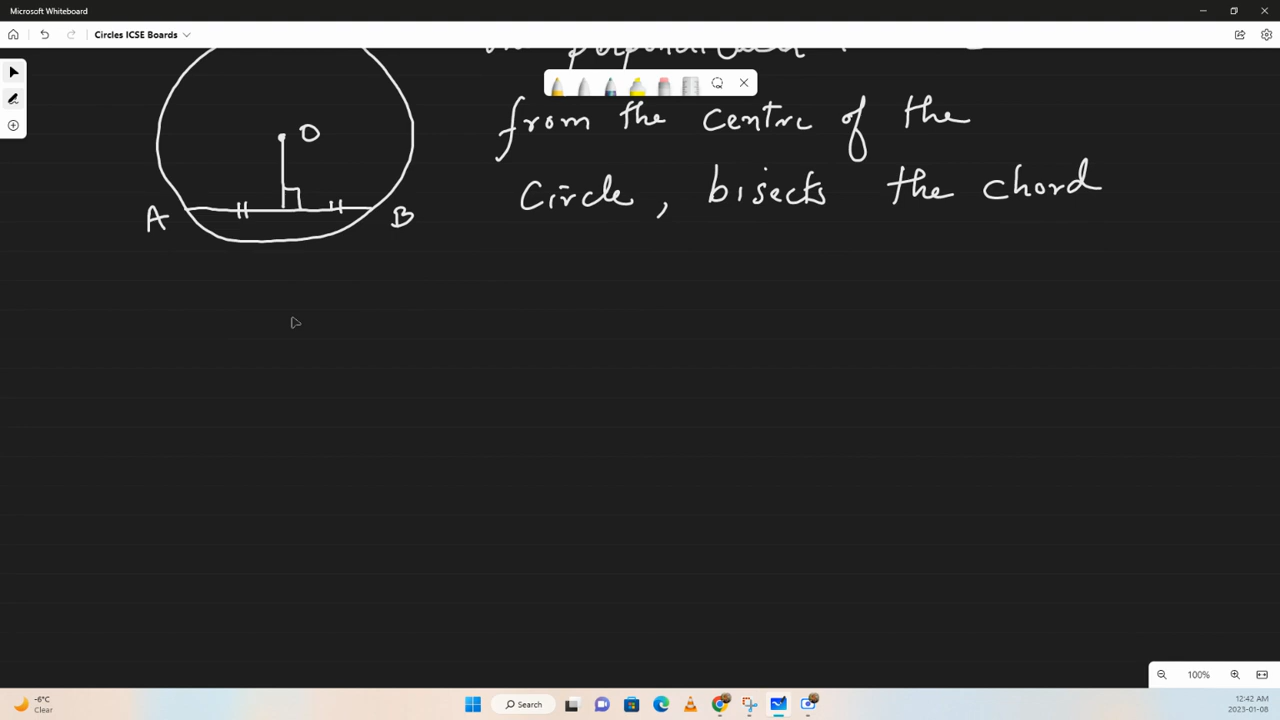 Microsoft Whiteboard
Circles ICSE Boards
from the centre of the
Circle, bisects the chord
O
A
B
100%
-6°C
Clear
Search
12:42 AM
2023-01-08